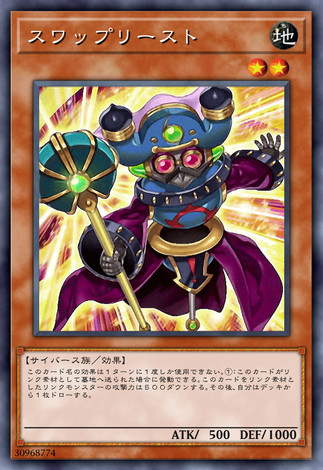 スワップリースト
地
【サイバース族／効果】
このカード名の効果は１ターンに１度しか使用できない。①：このカードがリ
ンク素材として墓地へ送られた場合に発動できる。このカードをリンク素材とし
たリンクモンスターの攻撃力は５００ダウンする。その後、自分はデッキか
ら１枚ドローする。
ATK/ 500 DEF/1000
30968774